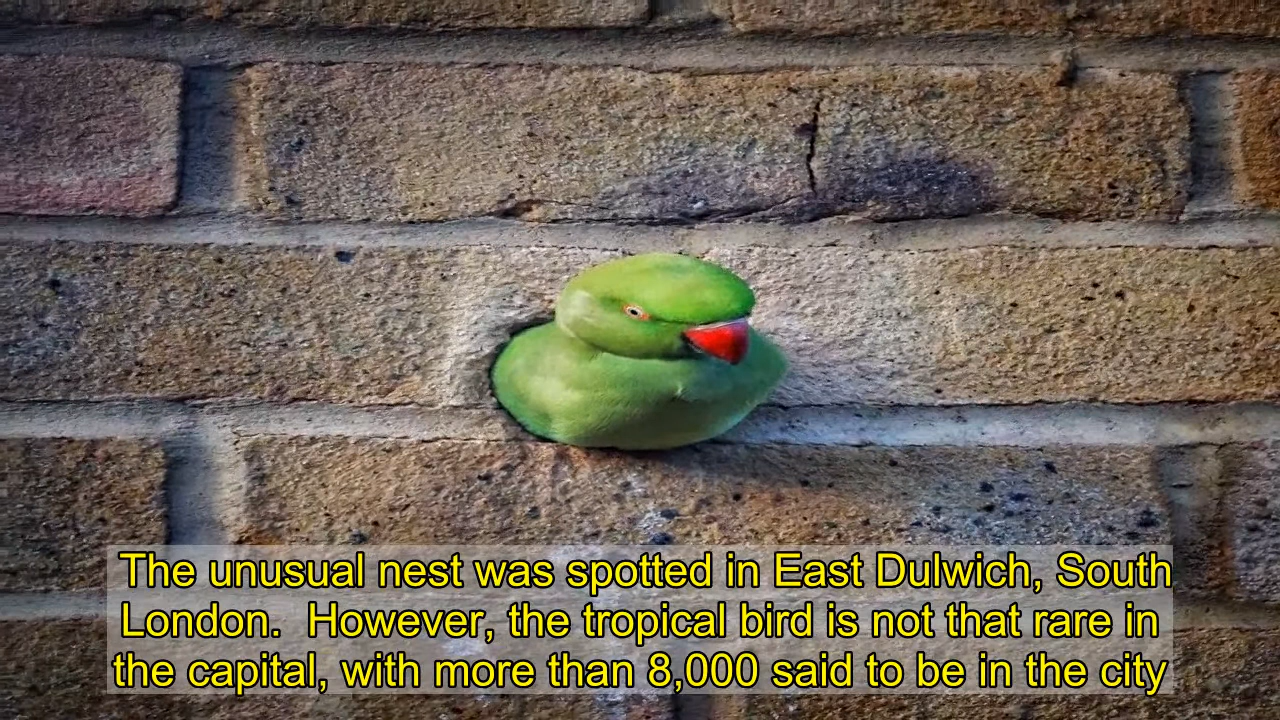 The unusual nest was spotted in East Dulwich, South
London.  However, the tropical bird is not that rare in
the capital, with more than 8,000 said to be in the city